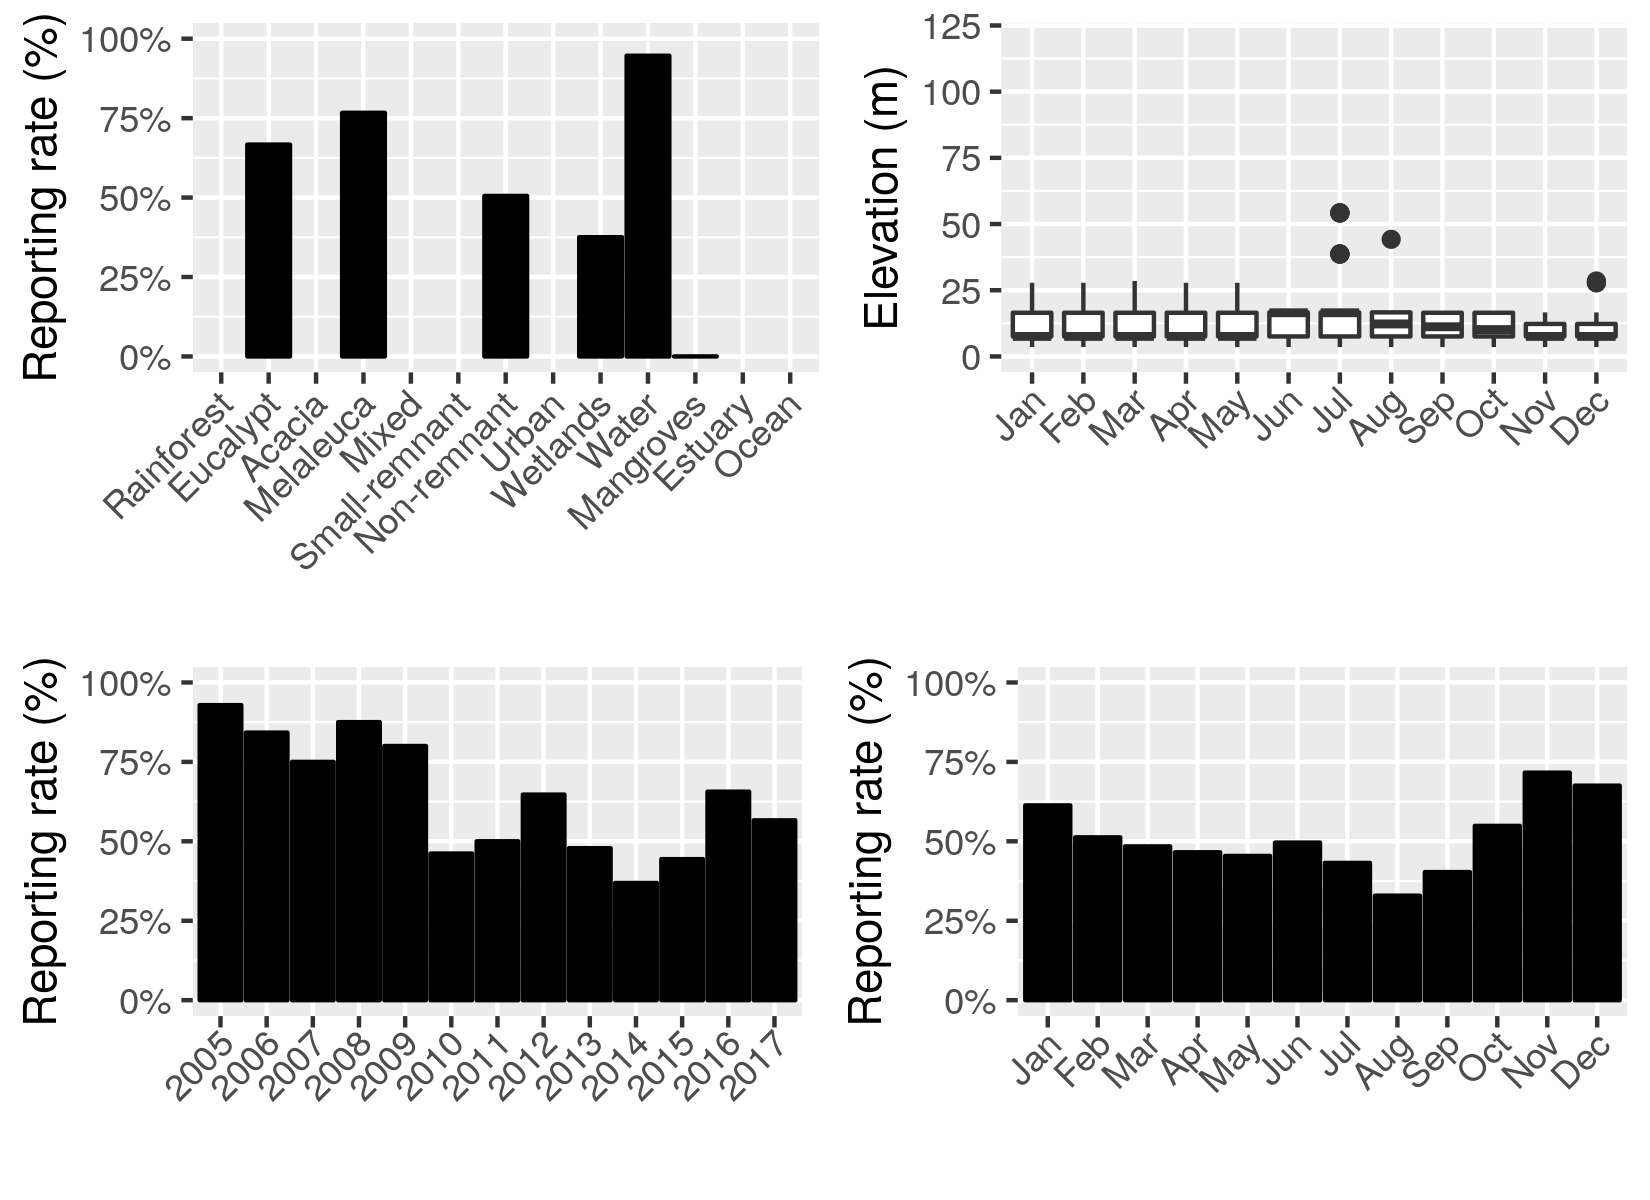 Reporting rate (%)
100%
75%
50%
25%
0%
Rainforest
Eucalypt
Acacia
Melaleuca
Mixed
Small-remnant
Non-remnant
Urban
Wetlands
Water
Mangroves
Estuary
Ocean
Elevation (m)
125
100
75
50
25
0
Jan
Feb
Mar
Apr
May
Jun
Jul
Aug
Sep
Oct
Nov
Dec
Reporting rate (%)
100%
75%
50%
25%
0%
2005
2006
2007
2008
2009
2010
2011
2012
2013
2014
2015
2016
2017
Reporting rate (%)
100%
75%
50%
25%
0%
Jan
Feb
Mar
Apr
May
Jun
Jul
Aug
Sep
Oct
Nov
Dec